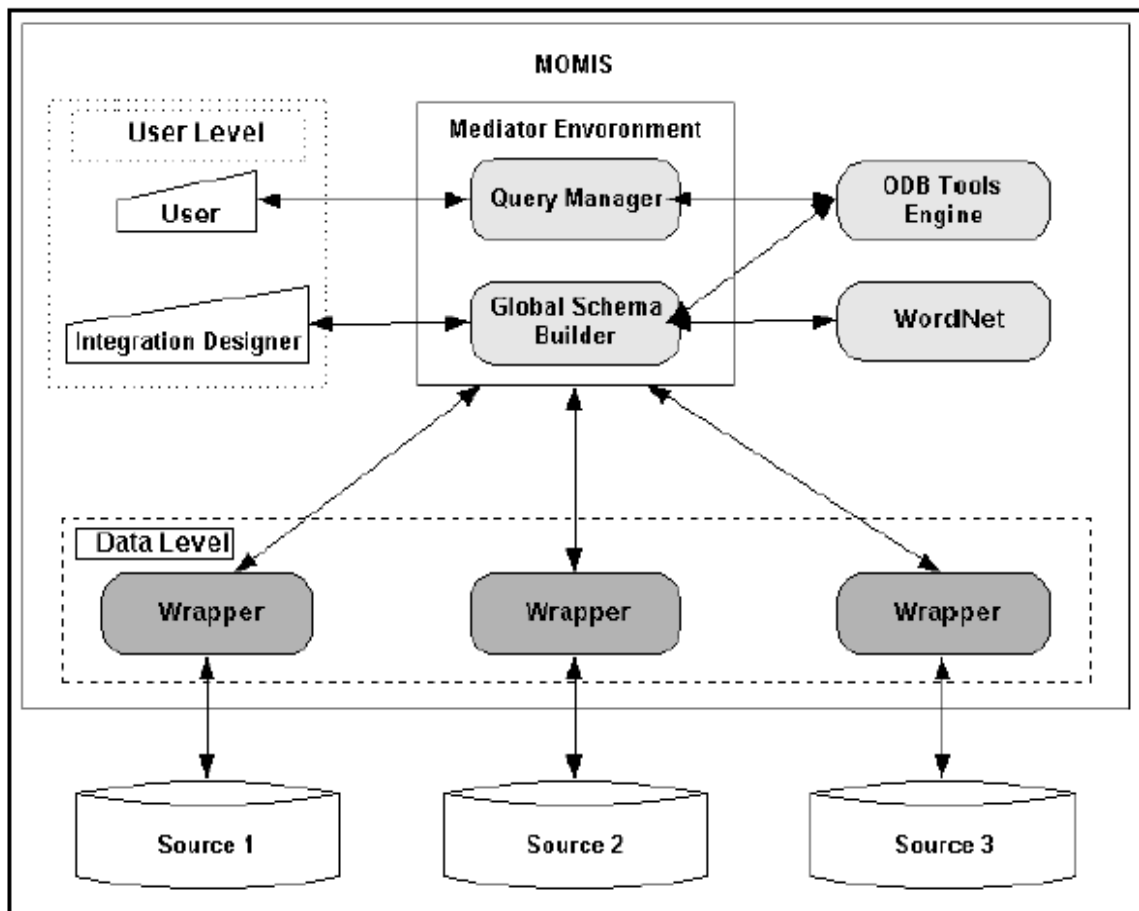 MOMIS
User Level
Mediator Envoronment
User
Query Manager
ODB Tools
Engine
Integration Designer
Global Schema
Builder
WordNet
Data Level
Wrapper
Wrapper
Wrapper
Source 1
Source 2
Source 3